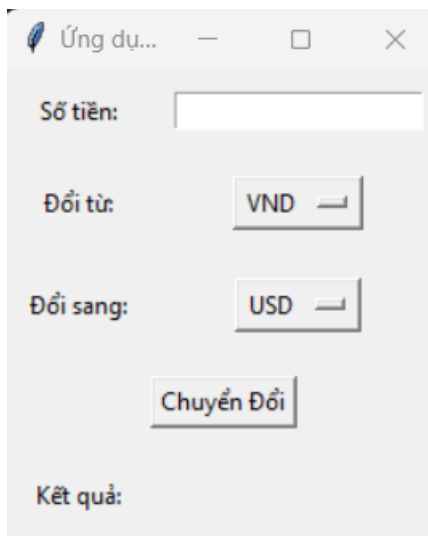 Ứng dụ...
Số tiền:
Đổi từ: VND
Đổi sang: USD
Chuyển Đổi
Kết quả: